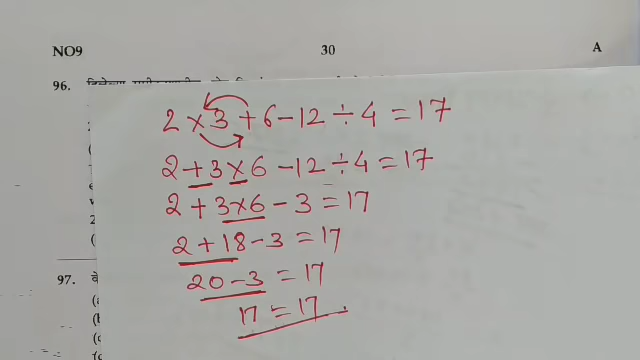 NO9 30 A
96.
2 × 3 + 6 - 12 ÷ 4 = 17
2 + 3 × 6 - 12 ÷ 4 = 17
2 + 3×6 - 3 = 17
2 + 18 - 3 = 17
20 - 3 = 17
17 = 17
97. वे
(a
(b
(c